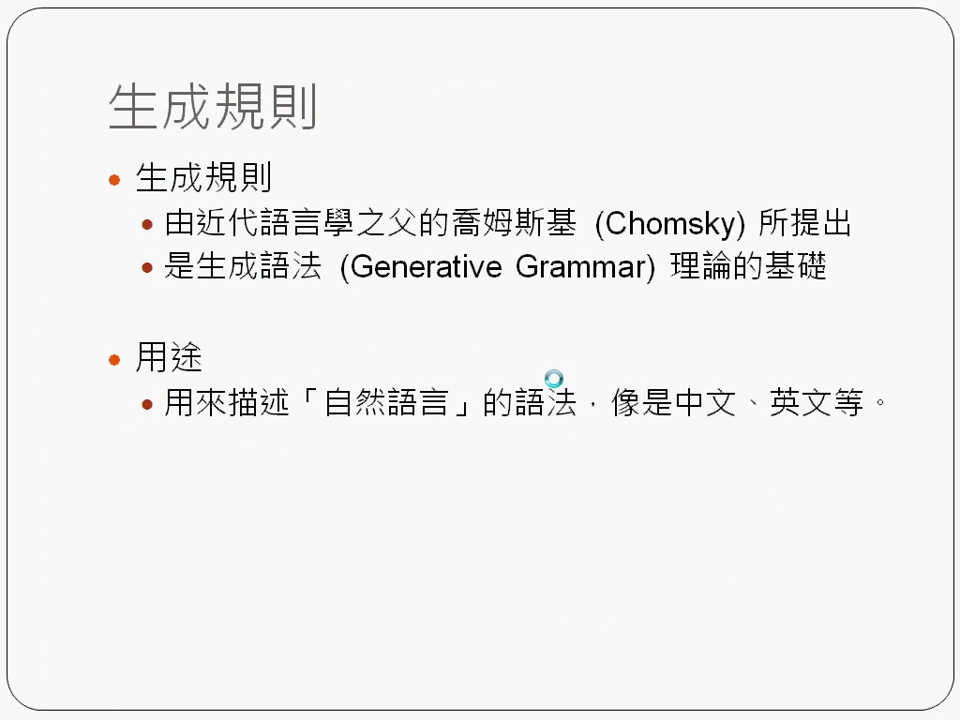 生成規則
生成規則
由近代語言學之父的喬姆斯基 (Chomsky) 所提出
是生成語法 (Generative Grammar) 理論的基礎
用途
用來描述「自然語言」的語法，像是中文、英文等。